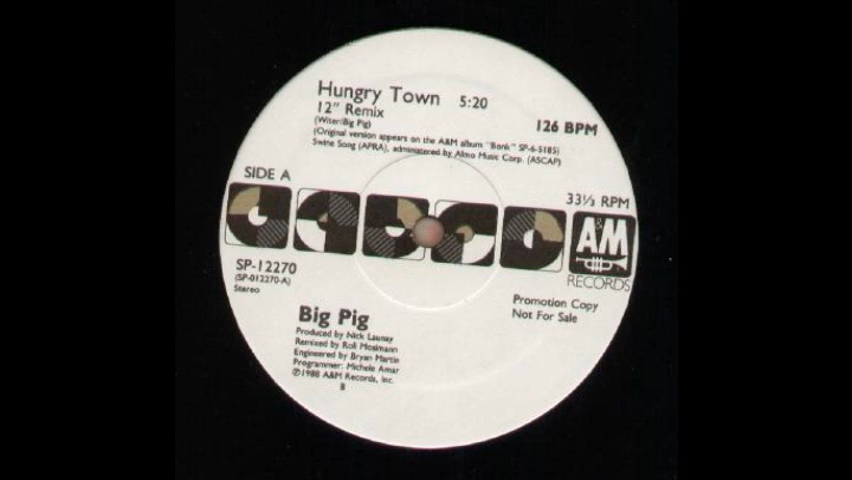 Hungry Town 5:20
12" Remix
(Witer/Big Pig)
(Original version appears on the A&M album "Bonk" SP-6-5185)
Swine Song (APRA), administered by Almo Music Corp. (ASCAP)
126 BPM
SIDE A
33⅓ RPM
A&M
RECORDS
SP-12270
(SP-012270-A)
Stereo
Promotion Copy
Not For Sale
Big Pig
Produced by Nick Launay
Remixed by Roli Mosimann
Engineered by Bryan Martin
Programmer: Michele Amar
℗1988 A&M Records, Inc.
8